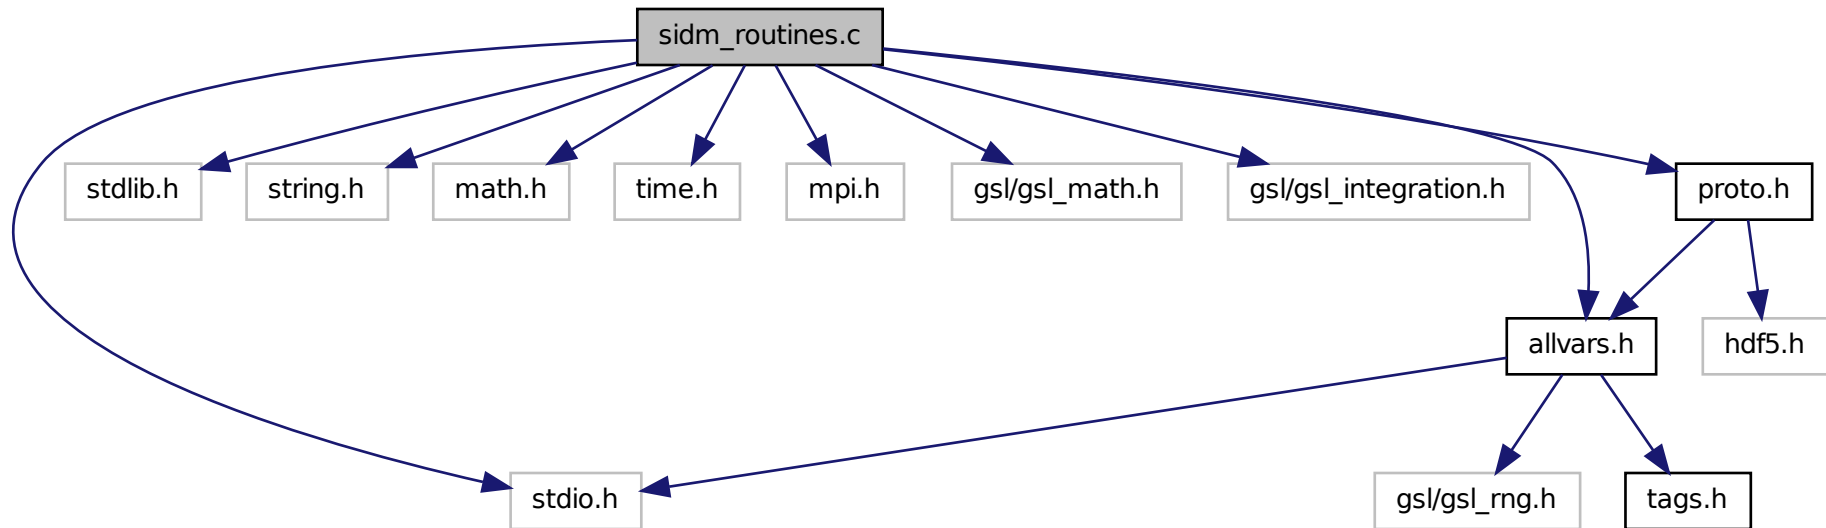 sidm_routines.c
stdlib.h
string.h
math.h
time.h
mpi.h
gsl/gsl_math.h
gsl/gsl_integration.h
proto.h
allvars.h
hdf5.h
stdio.h
gsl/gsl_rng.h
tags.h